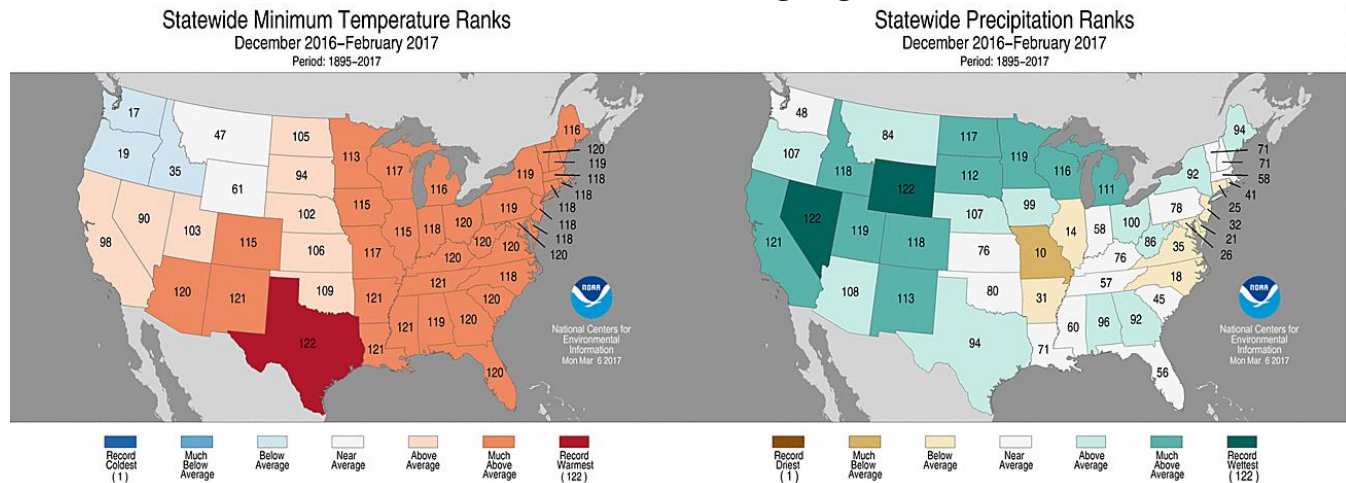 Statewide Minimum Temperature Ranks
December 2016–February 2017
Period: 1895–2017
17
47
105
113
116
19
35
61
94
117
116
119
120
119
118
118
118
118
118
120
90
103
115
102
115
115
118
120
119
98
106
117
120
120
120
120
121
109
121
121
118
122
121
121
119
120
120
120
NOAA
National Centers for
Environmental
Information
Mon Mar 6 2017
Record
Coldest
(1)
Much
Below
Average
Below
Average
Near
Average
Above
Average
Much
Above
Average
Record
Warmest
(122)
Statewide Precipitation Ranks
December 2016–February 2017
Period: 1895–2017
48
84
117
119
94
107
118
122
112
116
111
92
71
71
58
41
25
32
21
26
122
119
118
107
99
14
58
100
78
121
76
10
76
86
35
108
113
80
31
57
18
94
71
60
96
92
45
56
NOAA
National Centers for
Environmental
Information
Mon Mar 6 2017
Record
Driest
(1)
Much
Below
Average
Below
Average
Near
Average
Above
Average
Much
Above
Average
Record
Wettest
(122)